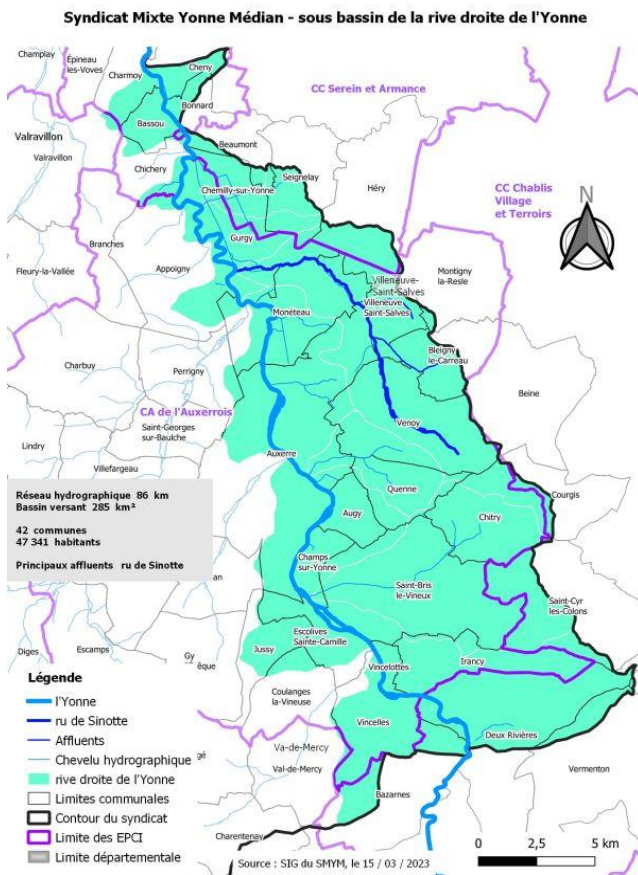 Syndicat Mixte Yonne Médian - sous bassin de la rive droite de l'Yonne
Champlay
Épineau
les-Voves
Charmoy
Cheny
Bonnard
Bassou
CC Serein et Armance
Valravillon
Valravillon
Beaumont
Chichery
Seignelay
Chemilly-sur-Yonne
Héry
CC Chablis
Village
et Terroirs
N
Gurgy
Branches
Fleury-la-Vallée
Appoigny
Villeneuve-
Saint-Salves
Villeneuve
Saint-Salves
Montigny
la-Resle
Monéteau
Bleigny
le-Carreau
Charbuy
Perrigny
Beine
CA de l'Auxerrois
Saint-Georges
sur-Baulche
Venoy
Lindry
Auxerre
Villefargeau
Courgis
Quenne
Réseau hydrographique 86 km
Bassin versant 285 km²
42 communes
47 341 habitants
Principaux affluents ru de Sinotte
Augy
Chitry
Champs
sur-Yonne
an
Saint-Bris
le-Vineux
Saint-Cyr
les-Colons
Escolives
Sainte-Camille
Jussy
Diges
Escamps
Gy
êque
Vincelottes
Irancy
Légende
l'Yonne
ru de Sinotte
Affluents
Chevelu hydrographique
rive droite de l'Yonne
Limites communales
Contour du syndicat
Limite des EPCI
Limite départementale
Coulanges
la-Vineuse
Vincelles
Deux Rivières
gé
Va-de-Mercy
Val-de-Mercy
Vermenton
Bazarnes
Charentenay
0 2,5 5 km
Source : SIG du SMYM, le 15 / 03 / 2023